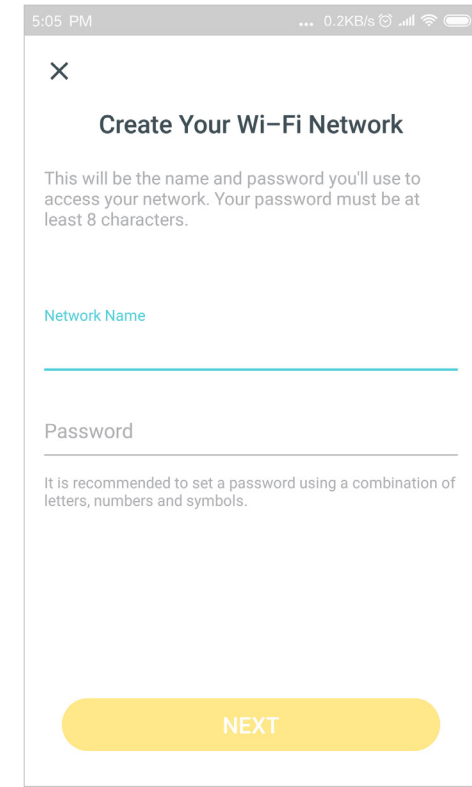 5:05 PM ... 0.2KB/s
Create Your Wi-Fi Network
This will be the name and password you'll use to
access your network. Your password must be at
least 8 characters.
Network Name
Password
It is recommended to set a password using a combination of
letters, numbers and symbols.
NEXT